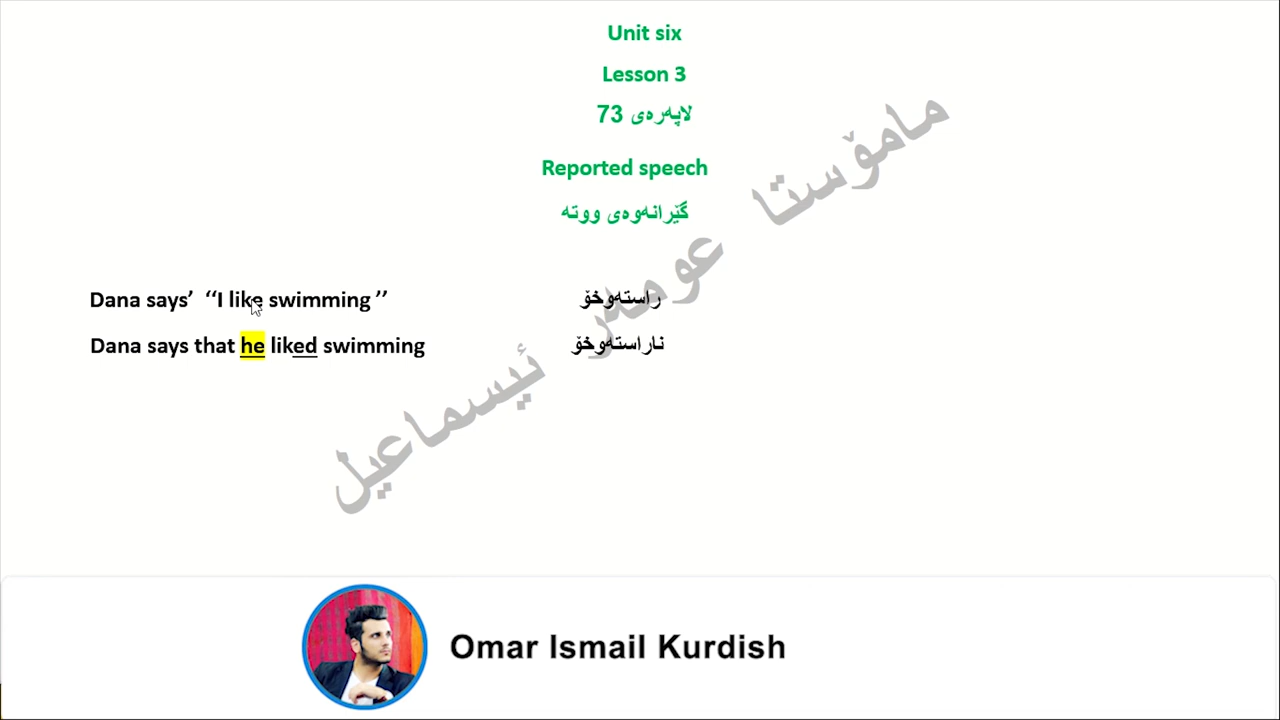 Unit six
Lesson 3
لاپەرەی 73
Reported speech
گێرانەوەی ووتە
Dana says’ “I like swimming ” راستەوخۆ
Dana says that he liked swimming ناراستەوخۆ
مامۆستا عومەر ئیسماعیل
Omar Ismail Kurdish